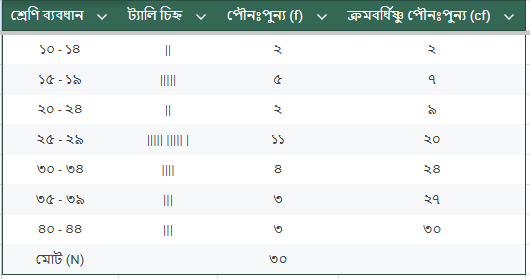 শ্রেণি ব্যবধান ট্যালি চিহ্ন পৌনঃপুন্য (f) ক্রমবর্ধিষ্ণু পৌনঃপুন্য (cf)
১০ - ১৪ || ২ ২
১৫ - ১৯ ||||| ৫ ৭
২০ - ২৪ || ২ ৯
২৫ - ২৯ ||||| ||||| | ১১ ২০
৩০ - ৩৪ |||| ৪ ২৪
৩৫ - ৩৯ ||| ৩ ২৭
৪০ - ৪৪ ||| ৩ ৩০
মোট (N) ৩০